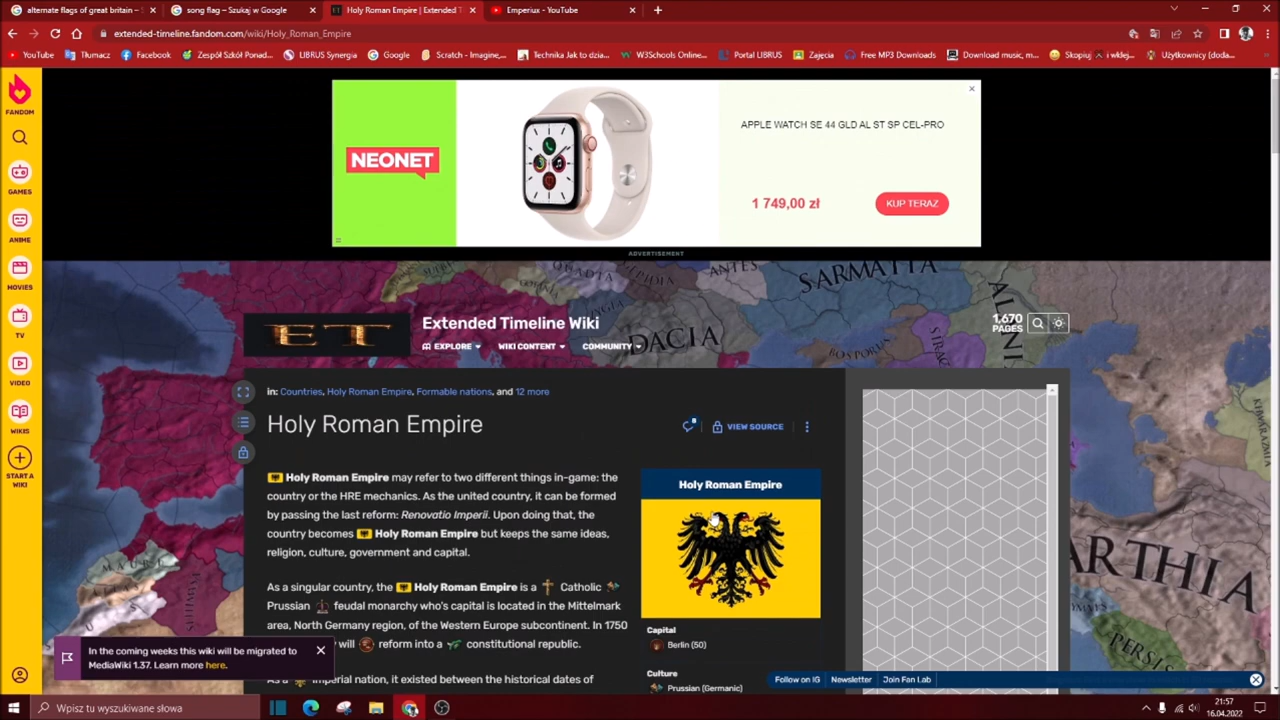 alternate flags of great britain –
song flag – Szukaj w Google
Holy Roman Empire | Extended T
Emperiux - YouTube
extended-timeline.fandom.com/wiki/Holy_Roman_Empire
YouTube
Tłumacz
Facebook
Zespół Szkół Ponad...
LIBRUS Synergia
Google
Scratch - Imagine,...
Technika Jak to dzia...
W3Schools Online...
Portal LIBRUS
Zajęcia
Free MP3 Downloads
Download music, m...
Skopiuj
i wklej...
Użytkownicy (doda...
FANDOM
GAMES
ANIME
MOVIES
TV
VIDEO
WIKIS
START A
WIKI
NEONET
APPLE WATCH SE 44 GLD AL ST SP CEL-PRO
1 749,00 zł
KUP TERAZ
ADVERTISEMENT
QUADIA
ANTES
SARMATIA
ALNI
DACIA
BOSPORUS
PARTHIA
PERSIS
MAURE
ET
Extended Timeline Wiki
EXPLORE
WIKI CONTENT
COMMUNITY
1,670
PAGES
in: Countries, Holy Roman Empire, Formable nations, and 12 more
Holy Roman Empire
VIEW SOURCE
Holy Roman Empire may refer to two different things in-game: the
country or the HRE mechanics. As the united country, it can be formed
by passing the last reform: Renovatio Imperii. Upon doing that, the
country becomes Holy Roman Empire but keeps the same ideas,
religion, culture, government and capital.
As a singular country, the Holy Roman Empire is a Catholic
Prussian feudal monarchy who's capital is located in the Mittelmark
area, North Germany region, of the Western Europe subcontinent. In 1750
will reform into a constitutional republic.
As a imperial nation, it existed between the historical dates of
Holy Roman Empire
Capital
Berlin (50)
Culture
Prussian (Germanic)
In the coming weeks this wiki will be migrated to
MediaWiki 1.37. Learn more here.
Follow on IG
Newsletter
Join Fan Lab
Wpisz tu wyszukiwane słowa
21:57
16.04.2022